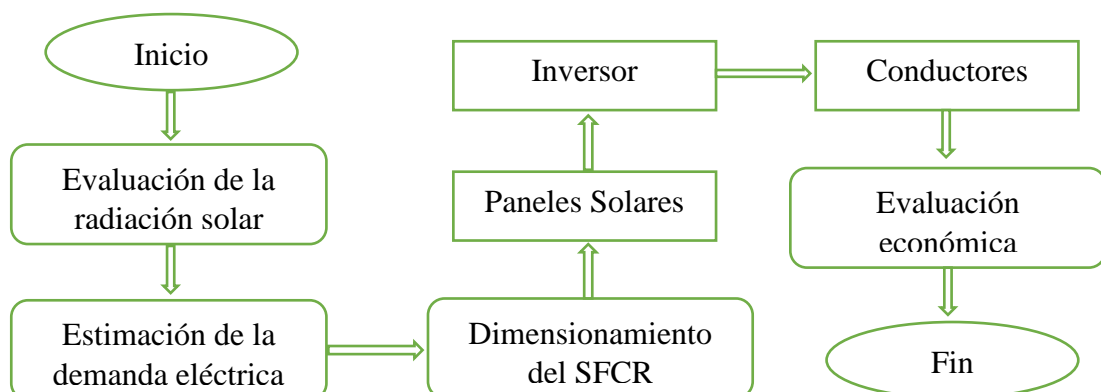 Inicio
Evaluación de la
radiación solar
Estimación de la
demanda eléctrica
Dimensionamiento
del SFCR
Paneles Solares
Inversor
Conductores
Evaluación
económica
Fin